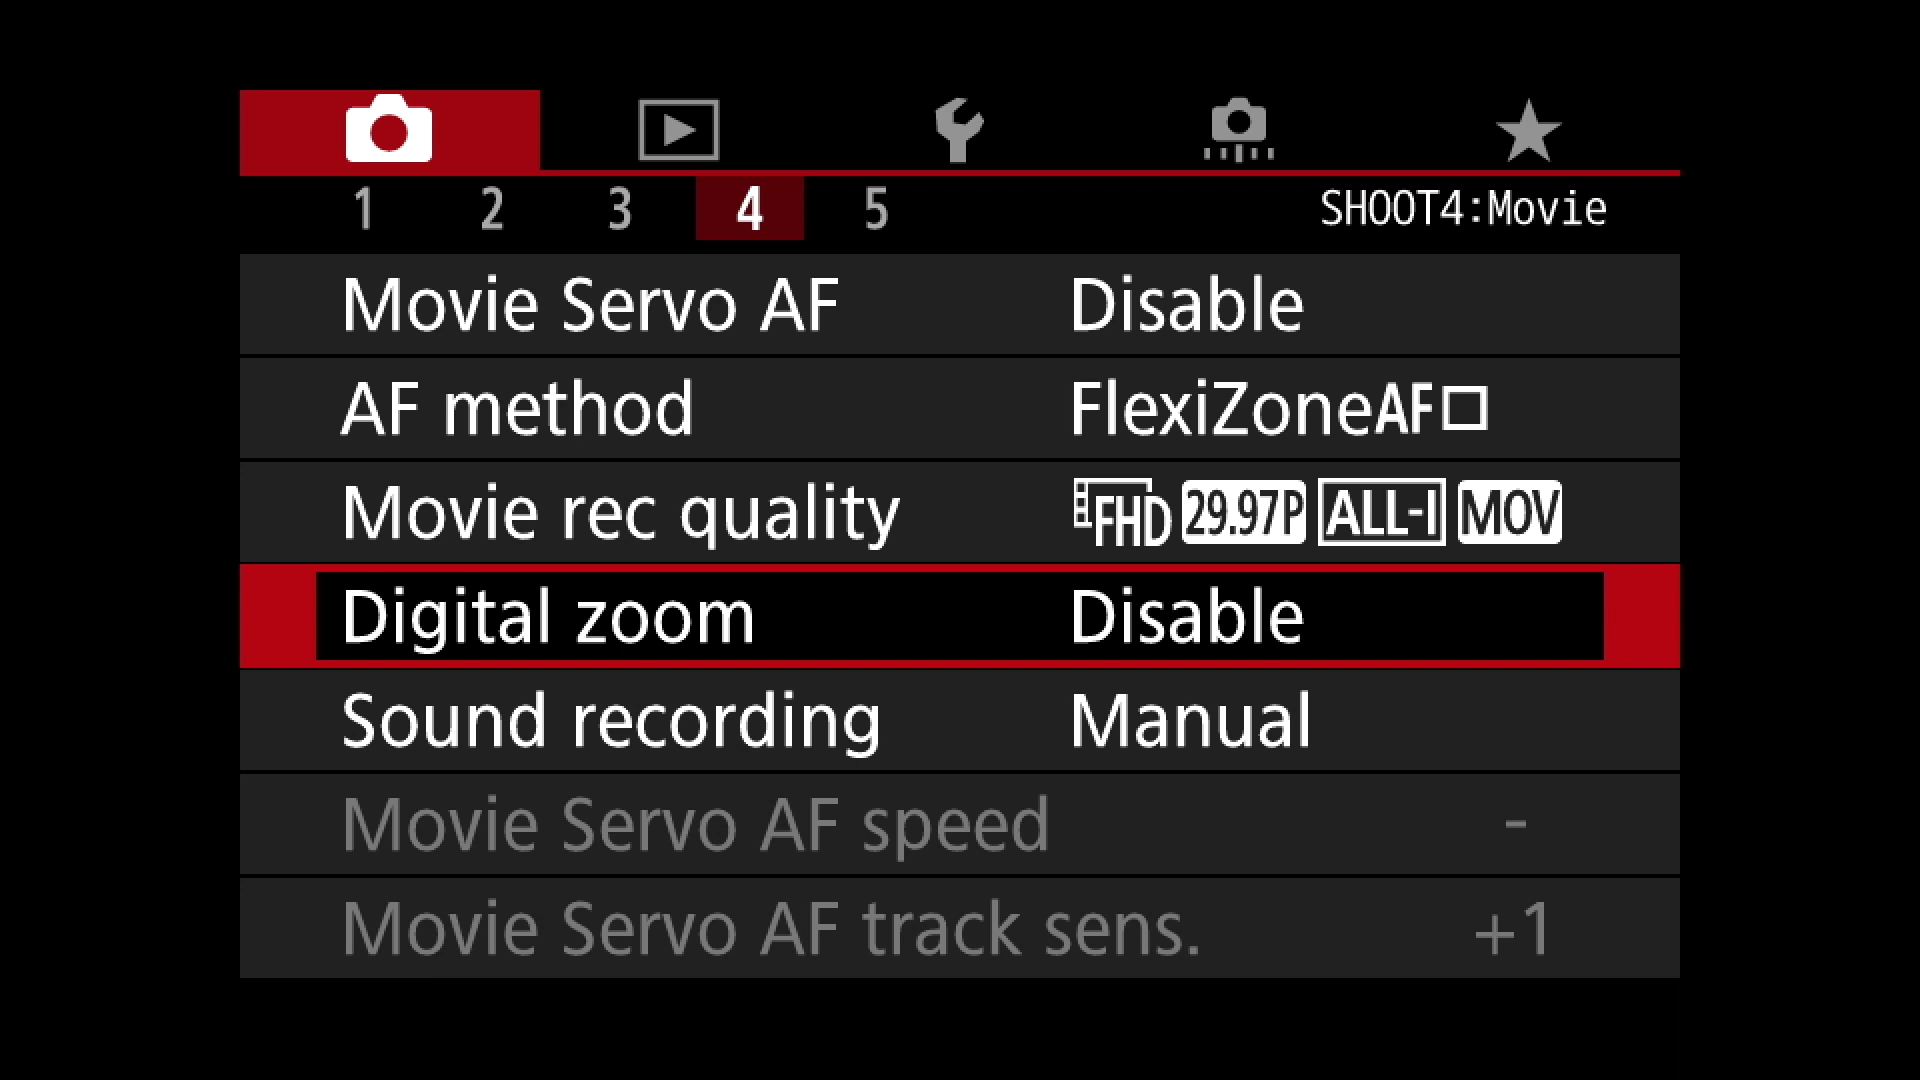 1 2 3 4 5 SHOOT4:Movie
Movie Servo AF Disable
AF method FlexiZoneAF□
Movie rec quality FHD 29.97P ALL-I MOV
Digital zoom Disable
Sound recording Manual
Movie Servo AF speed -
Movie Servo AF track sens. +1